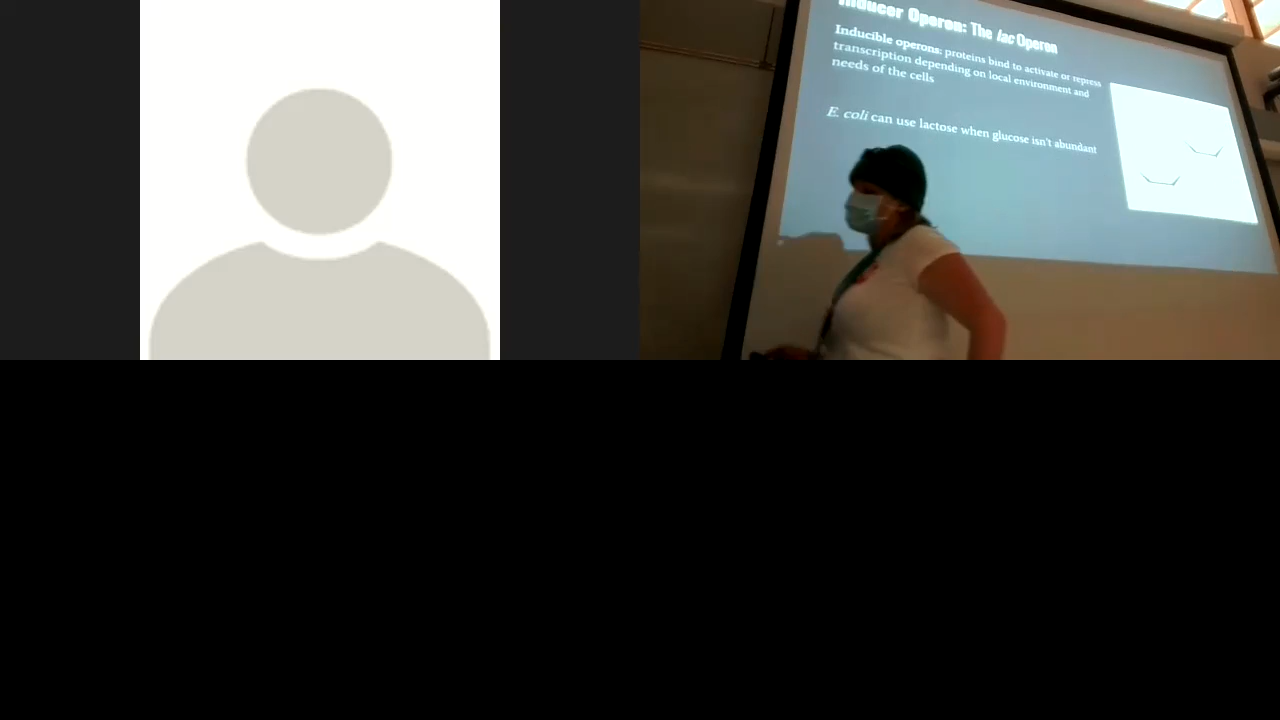 Inducer Operon: The lac Operon
Inducible operons: proteins bind to activate or repress
transcription depending on local environment and
needs of the cells
E. coli can use lactose when glucose isn't abundant